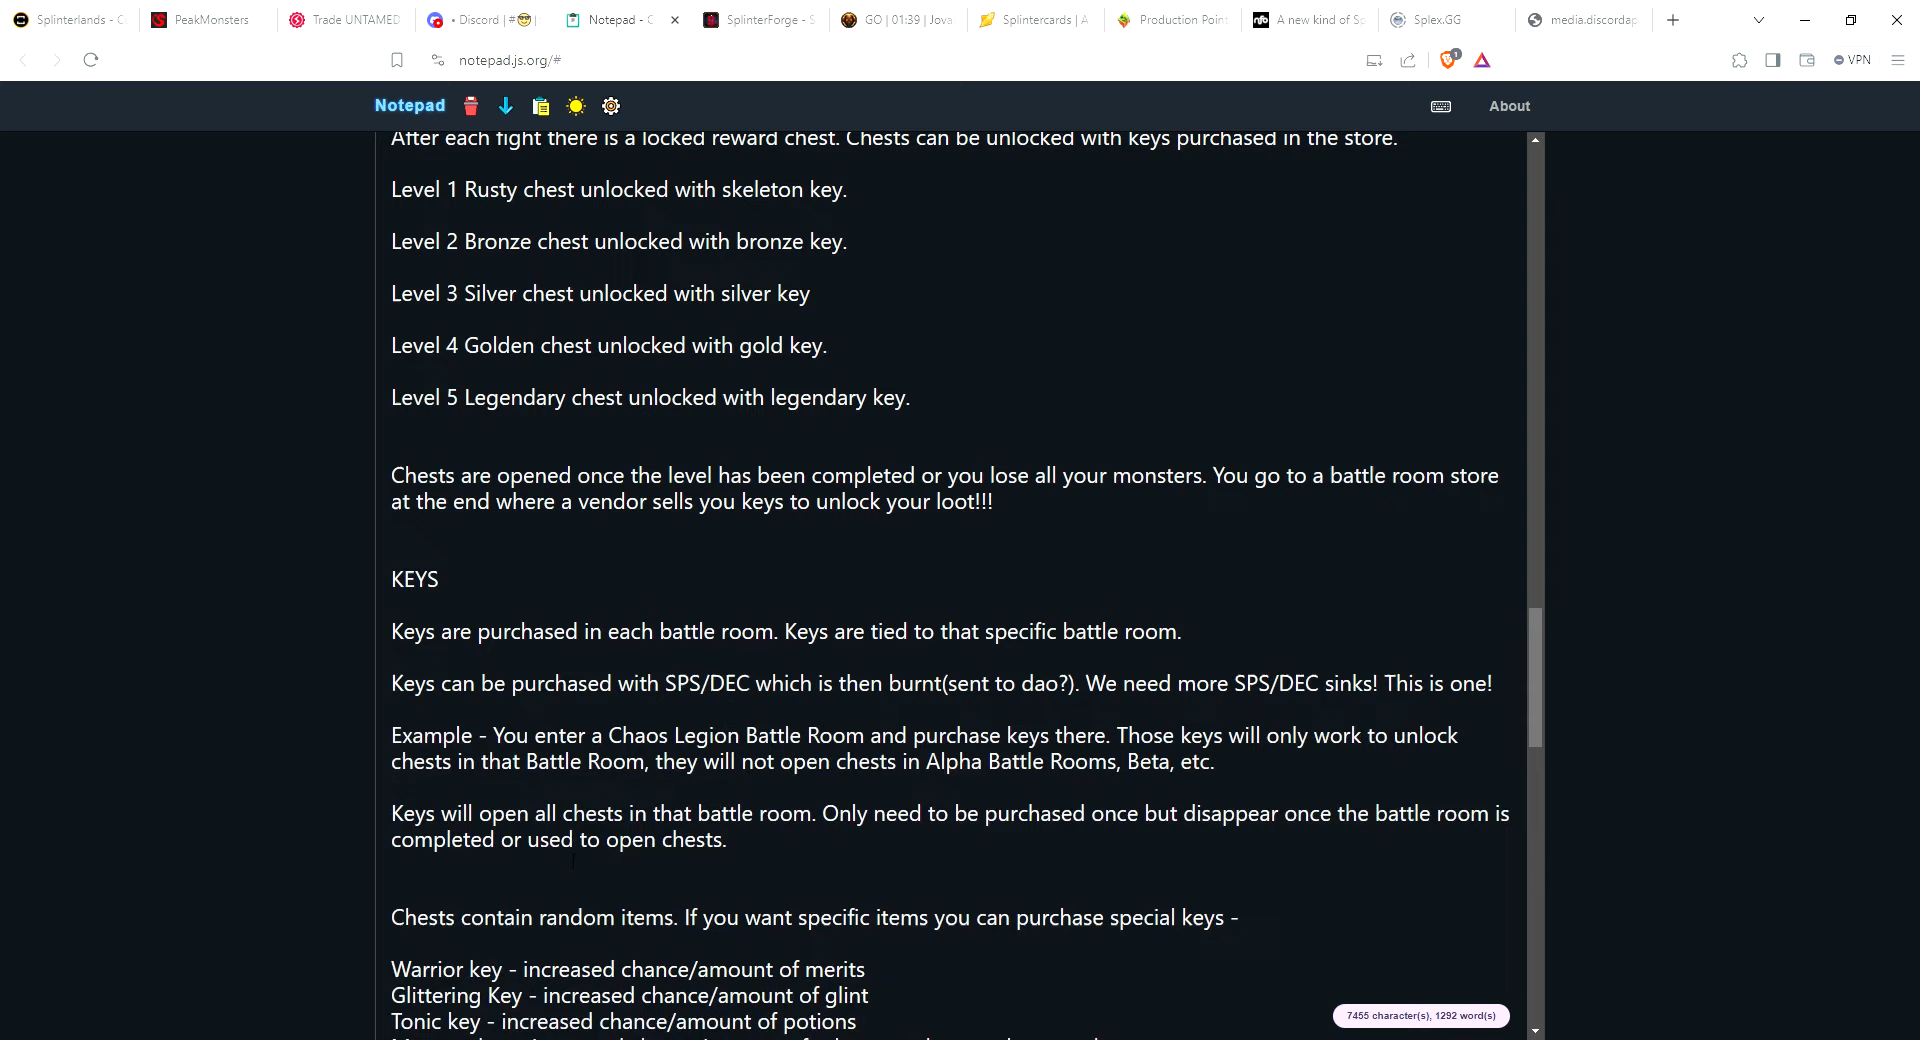 Splinterlands - C
PeakMonsters
Trade UNTAMED
• Discord | #😎 |
Notepad - C
SplinterForge - S
GO | 01:39 | Jova
Splintercards | A
Production Point
A new kind of Sc
Splex.GG
media.discordap
notepad.js.org/#
1
VPN
Notepad
About
After each fight there is a locked reward chest. Chests can be unlocked with keys purchased in the store.
Level 1 Rusty chest unlocked with skeleton key.
Level 2 Bronze chest unlocked with bronze key.
Level 3 Silver chest unlocked with silver key
Level 4 Golden chest unlocked with gold key.
Level 5 Legendary chest unlocked with legendary key.
Chests are opened once the level has been completed or you lose all your monsters. You go to a battle room store
at the end where a vendor sells you keys to unlock your loot!!!
KEYS
Keys are purchased in each battle room. Keys are tied to that specific battle room.
Keys can be purchased with SPS/DEC which is then burnt(sent to dao?). We need more SPS/DEC sinks! This is one!
Example - You enter a Chaos Legion Battle Room and purchase keys there. Those keys will only work to unlock
chests in that Battle Room, they will not open chests in Alpha Battle Rooms, Beta, etc.
Keys will open all chests in that battle room. Only need to be purchased once but disappear once the battle room is
completed or used to open chests.
Chests contain random items. If you want specific items you can purchase special keys -
Warrior key - increased chance/amount of merits
Glittering Key - increased chance/amount of glint
Tonic key - increased chance/amount of potions
7455 character(s), 1292 word(s)